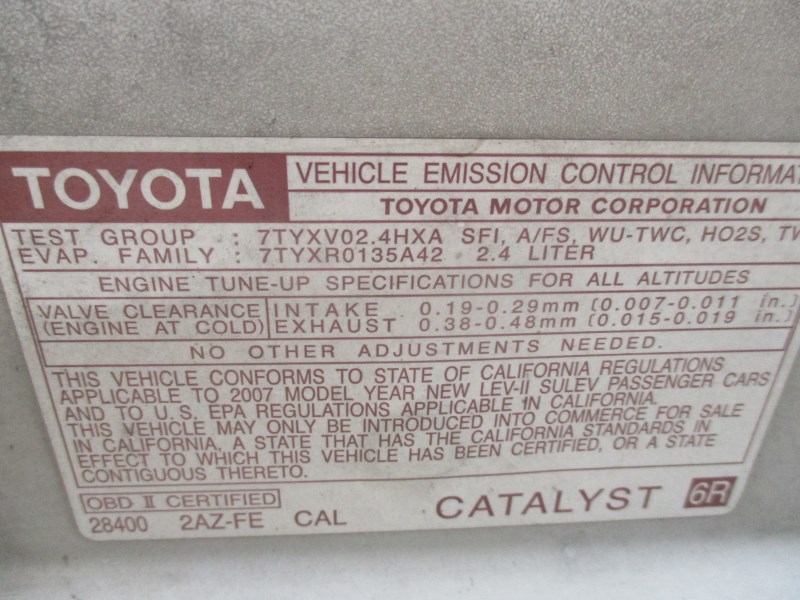 TOYOTA
VEHICLE EMISSION CONTROL
TOYOTA MOTOR CORPORATION
TEST GROUP : 7TYXV02.4HXA SFI, A/FS, WU-TWC, HO2S,
EVAP. FAMILY : 7TYXR0135A42 2.4 LITER
ENGINE TUNE-UP SPECIFICATIONS FOR ALL ALTITUDES
VALVE CLEARANCE INTAKE 0.19-0.29mm (0.007-0.011 in.)
(ENGINE AT COLD) EXHAUST 0.38-0.48mm (0.015-0.019 in.)
NO OTHER ADJUSTMENTS NEEDED.
THIS VEHICLE CONFORMS TO STATE OF CALIFORNIA REGULATIONS
APPLICABLE TO 2007 MODEL YEAR NEW LEV-II SULEV PASSENGER CARS
AND TO U.S. EPA REGULATIONS APPLICABLE IN CALIFORNIA.
THIS VEHICLE MAY ONLY BE INTRODUCED INTO COMMERCE FOR SALE
IN CALIFORNIA, A STATE THAT HAS THE CALIFORNIA STANDARDS IN
EFFECT TO WHICH THIS VEHICLE HAS BEEN CERTIFIED, OR A STATE
CONTIGUOUS THERETO.
OBD II CERTIFIED
28400 2AZ-FE CAL CATALYST 6R